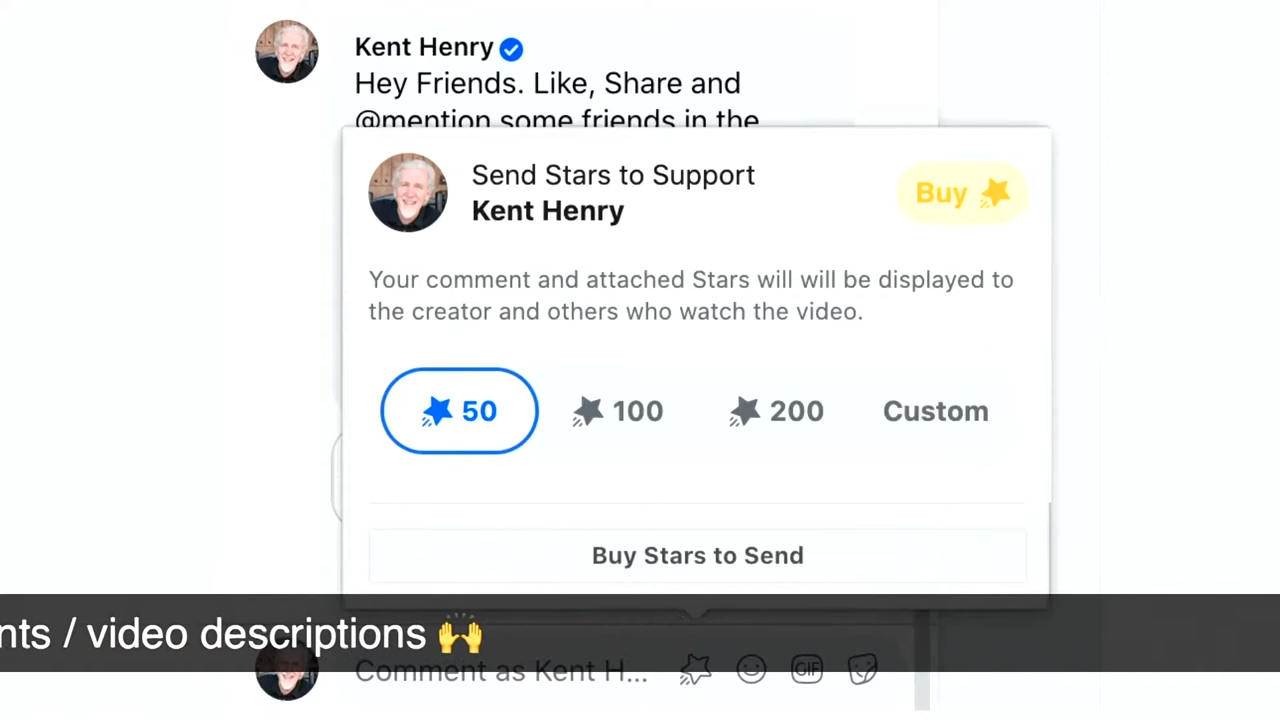 Kent Henry
Hey Friends. Like, Share and
@mention some friends in the
Send Stars to Support
Kent Henry
Buy
Your comment and attached Stars will will be displayed to
the creator and others who watch the video.
50
100
200
Custom
Buy Stars to Send
nts / video descriptions 🙌
Comment as Kent H...
GIF